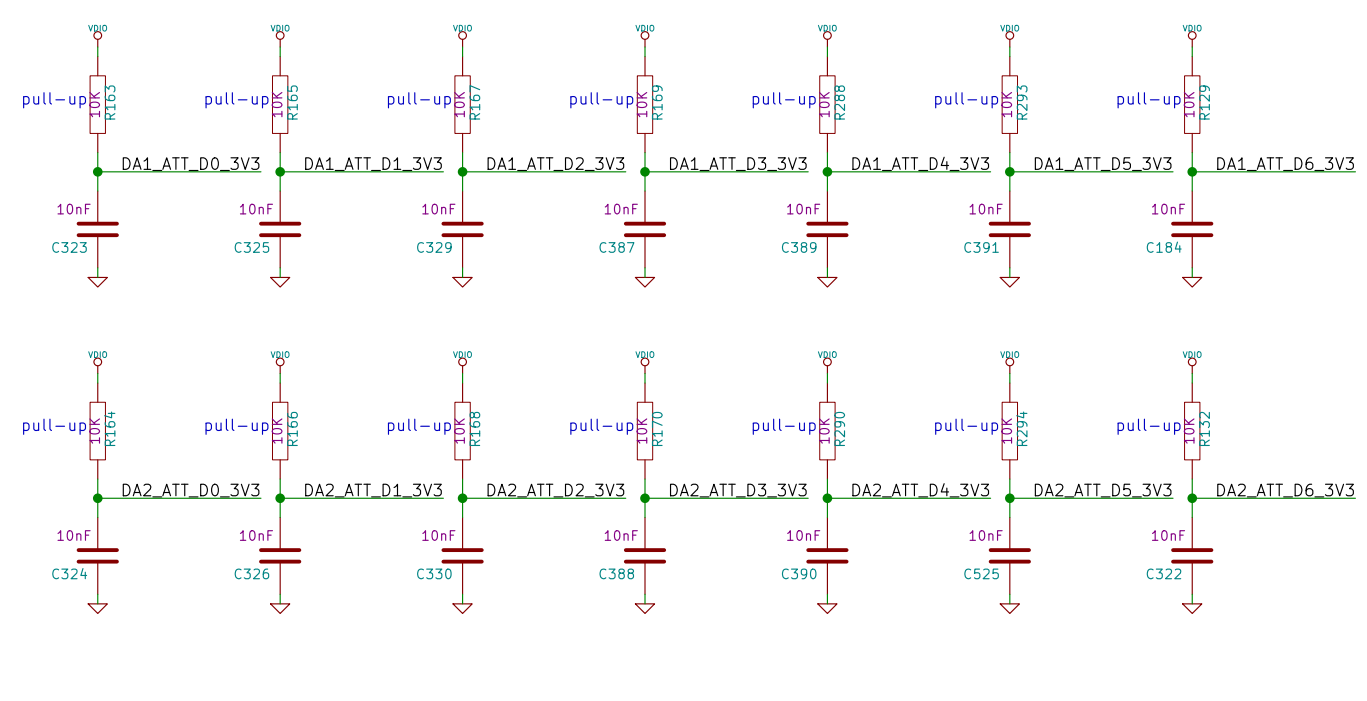 VDIO VDIO VDIO VDIO VDIO VDIO VDIO
pull-up 10K R163 pull-up 10K R165 pull-up 10K R167 pull-up 10K R169 pull-up 10K R288 pull-up 10K R293 pull-up 10K R129
DA1_ATT_D0_3V3 DA1_ATT_D1_3V3 DA1_ATT_D2_3V3 DA1_ATT_D3_3V3 DA1_ATT_D4_3V3 DA1_ATT_D5_3V3 DA1_ATT_D6_3V3
10nF 10nF 10nF 10nF 10nF 10nF 10nF
C323 C325 C329 C387 C389 C391 C184
VDIO VDIO VDIO VDIO VDIO VDIO VDIO
pull-up 10K R164 pull-up 10K R166 pull-up 10K R168 pull-up 10K R170 pull-up 10K R290 pull-up 10K R294 pull-up 10K R132
DA2_ATT_D0_3V3 DA2_ATT_D1_3V3 DA2_ATT_D2_3V3 DA2_ATT_D3_3V3 DA2_ATT_D4_3V3 DA2_ATT_D5_3V3 DA2_ATT_D6_3V3
10nF 10nF 10nF 10nF 10nF 10nF 10nF
C324 C326 C330 C388 C390 C525 C322